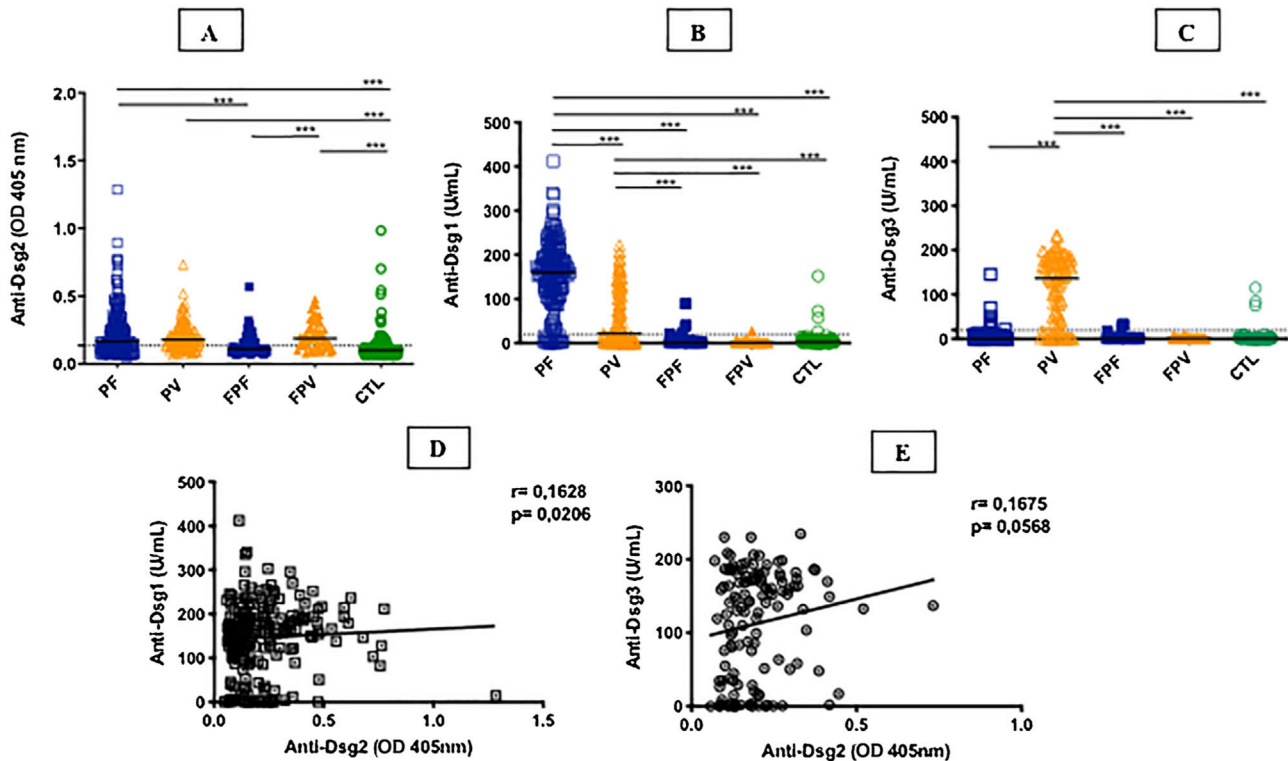 A
B
C
Anti-Dsg2 (OD 405 nm)
2.0
1.5
1.0
0.5
0.0
***
***
***
***
***
PF
PV
FPF
FPV
CTL
Anti-Dsg1 (U/mL)
500
400
300
200
100
0
***
***
***
***
***
***
***
PF
PV
FPF
FPV
CTL
Anti-Dsg3 (U/mL)
500
400
300
200
100
0
***
***
***
***
PF
PV
FPF
FPV
CTL
D
E
Anti-Dsg1 (U/mL)
500
400
300
200
100
0
r= 0,1628
p= 0,0206
0.0
0.5
1.0
1.5
Anti-Dsg2 (OD 405nm)
Anti-Dsg3 (U/mL)
300
200
100
0
r= 0,1675
p= 0,0568
0.0
0.5
1.0
Anti-Dsg2 (OD 405nm)